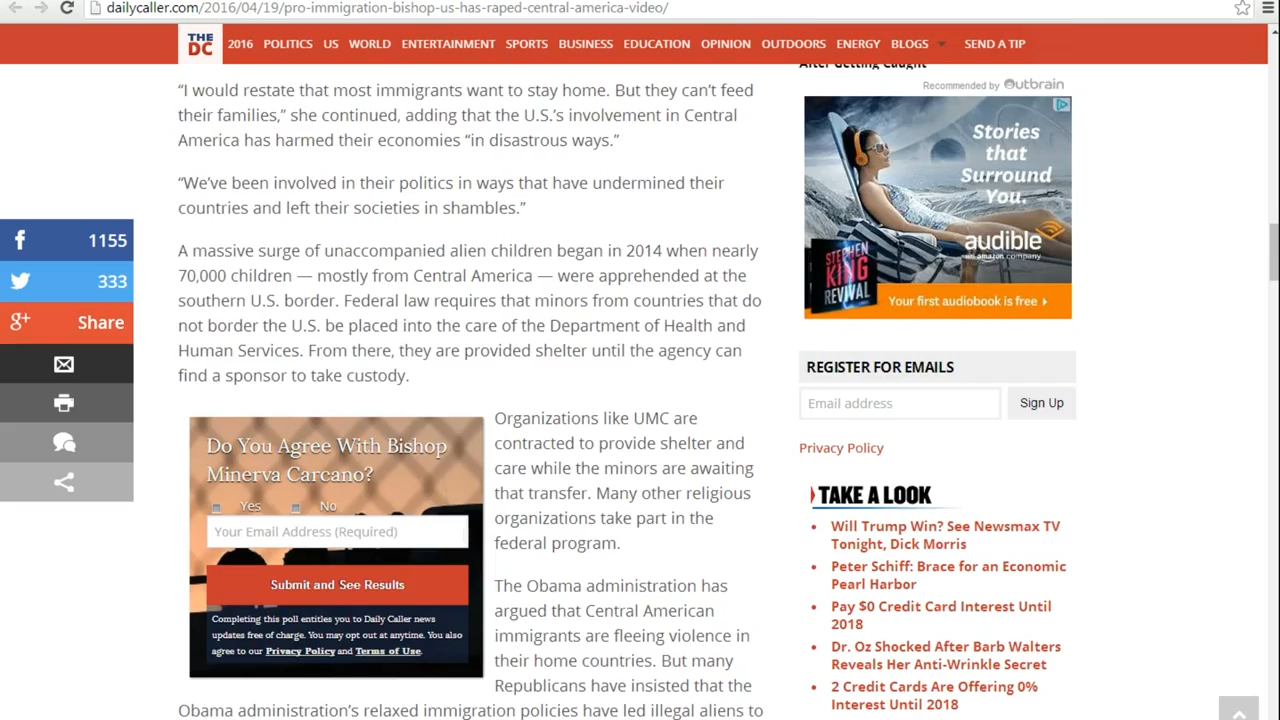 dailycaller.com/2016/04/19/pro-immigration-bishop-us-has-raped-central-america-video/
THE DC
2016 POLITICS US WORLD ENTERTAINMENT SPORTS BUSINESS EDUCATION OPINION OUTDOORS ENERGY BLOGS SEND A TIP
“I would restate that most immigrants want to stay home. But they can’t feed
their families,” she continued, adding that the U.S.’s involvement in Central
America has harmed their economies “in disastrous ways.”
“We’ve been involved in their politics in ways that have undermined their
countries and left their societies in shambles.”
A massive surge of unaccompanied alien children began in 2014 when nearly
70,000 children — mostly from Central America — were apprehended at the
southern U.S. border. Federal law requires that minors from countries that do
not border the U.S. be placed into the care of the Department of Health and
Human Services. From there, they are provided shelter until the agency can
find a sponsor to take custody.
Do You Agree With Bishop
Minerva Carcano?
Yes No
Your Email Address (Required)
Submit and See Results
Completing this poll entitles you to Daily Caller news
updates free of charge. You may opt out at anytime. You also
agree to our Privacy Policy and Terms of Use.
Organizations like UMC are
contracted to provide shelter and
care while the minors are awaiting
that transfer. Many other religious
organizations take part in the
federal program.
The Obama administration has
argued that Central American
immigrants are fleeing violence in
their home countries. But many
Republicans have insisted that the
Obama administration’s relaxed immigration policies have led illegal aliens to
1155
333
Share
After Getting Caught
Recommended by Outbrain
Stories
that
Surround
You.
audible
an amazon company
STEPHEN
KING
REVIVAL
Your first audiobook is free
REGISTER FOR EMAILS
Email address Sign Up
Privacy Policy
TAKE A LOOK
Will Trump Win? See Newsmax TV
Tonight, Dick Morris
Peter Schiff: Brace for an Economic
Pearl Harbor
Pay $0 Credit Card Interest Until
2018
Dr. Oz Shocked After Barb Walters
Reveals Her Anti-Wrinkle Secret
2 Credit Cards Are Offering 0%
Interest Until 2018